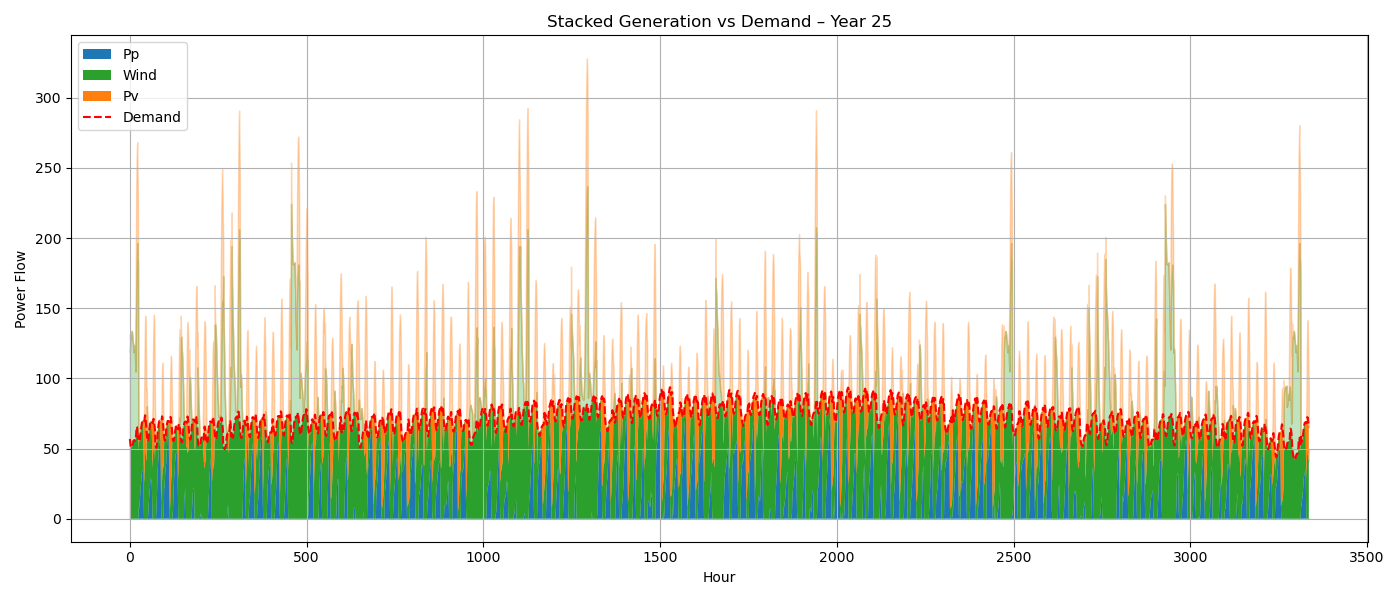 Stacked Generation vs Demand – Year 25
Pp
Wind
Pv
Demand
Power Flow
300
250
200
150
100
50
0
0 500 1000 1500 2000 2500 3000 3500
Hour